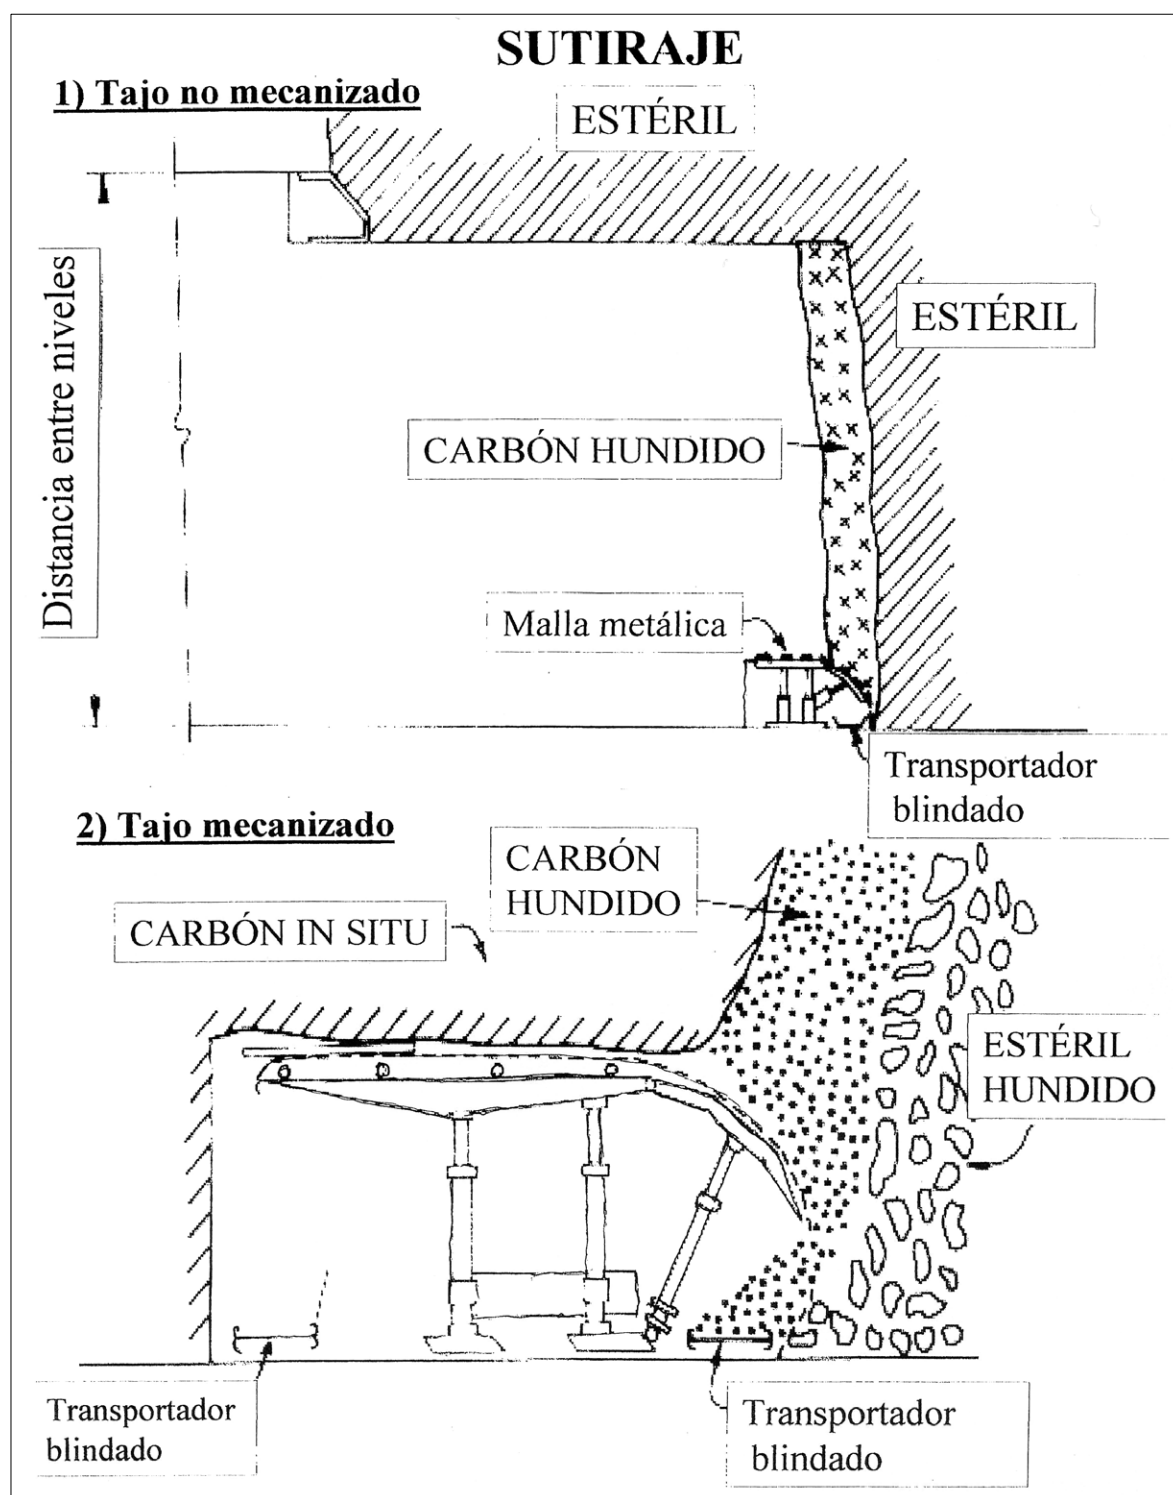 SUTIRAJE
1) Tajo no mecanizado
ESTÉRIL
Distancia entre niveles
ESTÉRIL
CARBÓN HUNDIDO
Malla metálica
Transportador
blindado
2) Tajo mecanizado
CARBÓN
HUNDIDO
CARBÓN IN SITU
ESTÉRIL
HUNDIDO
Transportador
blindado
Transportador
blindado